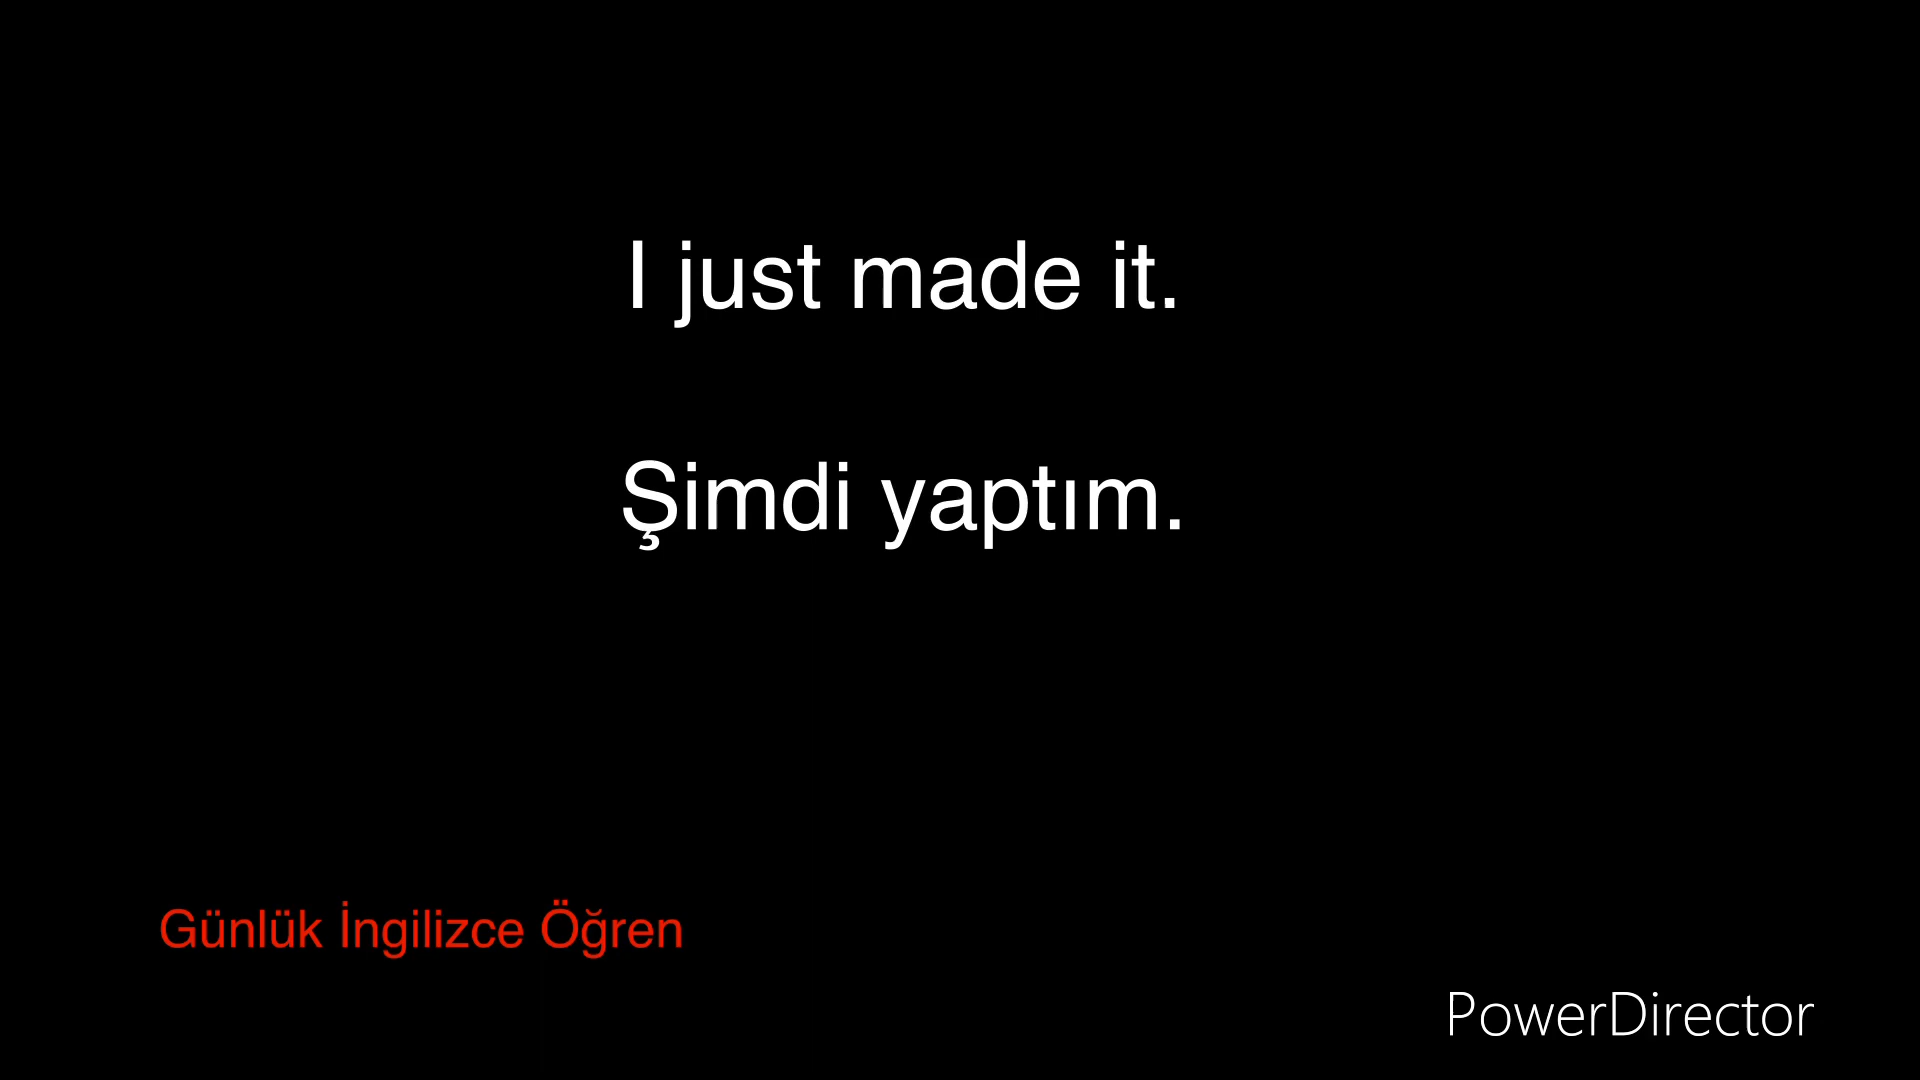 I just made it.
Şimdi yaptım.
Günlük İngilizce Öğren
PowerDirector